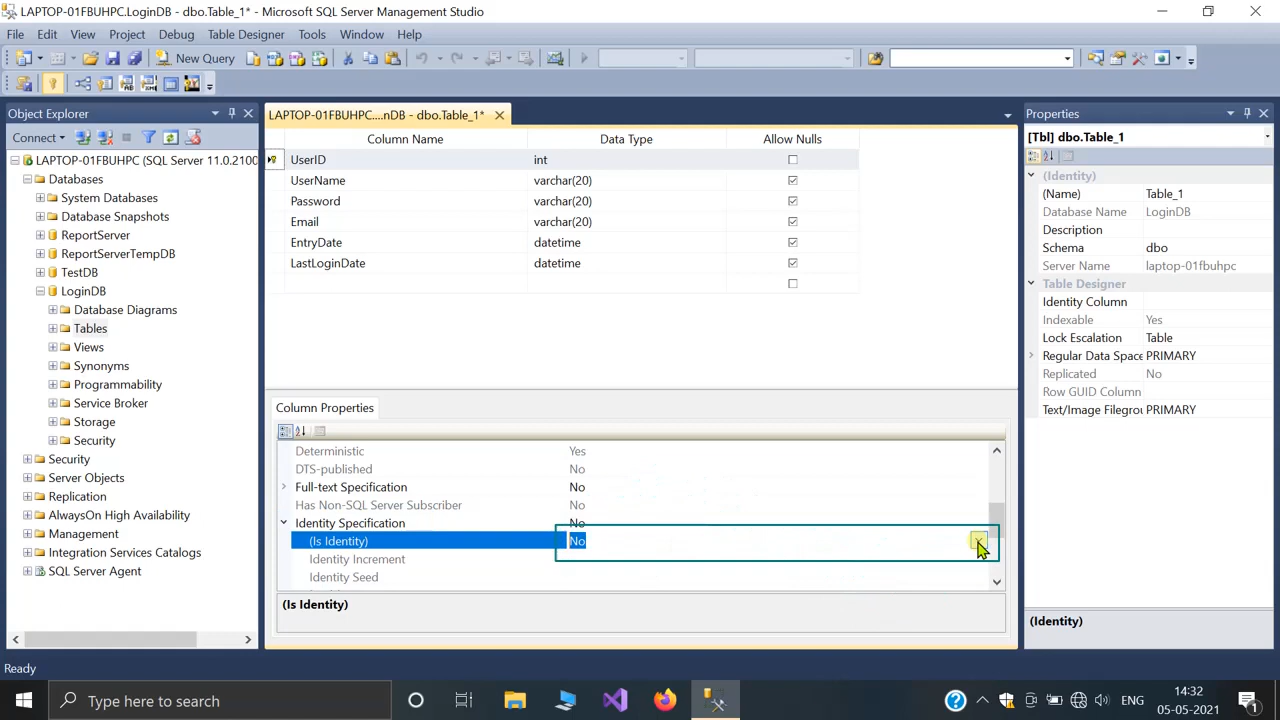 LAPTOP-01FBUHPC.LoginDB - dbo.Table_1* - Microsoft SQL Server Management Studio
File Edit View Project Debug Table Designer Tools Window Help
New Query
Object Explorer
Connect
LAPTOP-01FBUHPC (SQL Server 11.0.2100
Databases
System Databases
Database Snapshots
ReportServer
ReportServerTempDB
TestDB
LoginDB
Database Diagrams
Tables
Views
Synonyms
Programmability
Service Broker
Storage
Security
Security
Server Objects
Replication
AlwaysOn High Availability
Management
Integration Services Catalogs
SQL Server Agent
LAPTOP-01FBUHPC....nDB - dbo.Table_1*
Column Name Data Type Allow Nulls
UserID int
UserName varchar(20)
Password varchar(20)
Email varchar(20)
EntryDate datetime
LastLoginDate datetime
Column Properties
Deterministic Yes
DTS-published No
Full-text Specification No
Has Non-SQL Server Subscriber No
Identity Specification No
(Is Identity) No
Identity Increment
Identity Seed
(Is Identity)
Properties
[Tbl] dbo.Table_1
(Identity)
(Name) Table_1
Database Name LoginDB
Description
Schema dbo
Server Name laptop-01fbuhpc
Table Designer
Identity Column
Indexable Yes
Lock Escalation Table
Regular Data Space PRIMARY
Replicated No
Row GUID Column
Text/Image Filegrou PRIMARY
(Identity)
Ready
Type here to search
ENG
14:32
05-05-2021
1